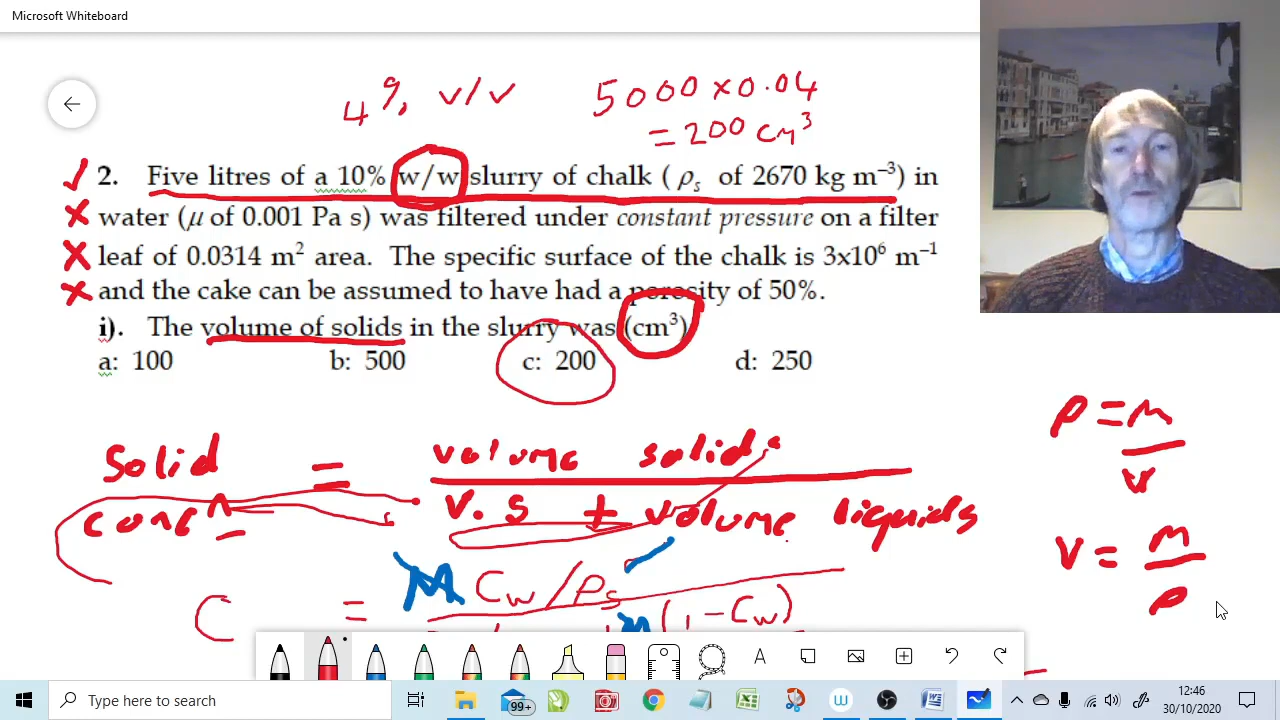 Microsoft Whiteboard
4% v/v
5000 × 0.04
= 200 cm³
2. Five litres of a 10% w/w slurry of chalk ( ρs of 2670 kg m⁻³) in
water (μ of 0.001 Pa s) was filtered under constant pressure on a filter
leaf of 0.0314 m² area. The specific surface of the chalk is 3x10⁶ m⁻¹
and the cake can be assumed to have had a porosity of 50%.
i). The volume of solids in the slurry was (cm³)
a: 100 b: 500 c: 200 d: 250
ρ = m
v
v = m
ρ
Solid = volume solids
concn V.S + volume liquids
C = M Cw/ρs
M (1-Cw)
A
Type here to search
99+
12:46
30/10/2020